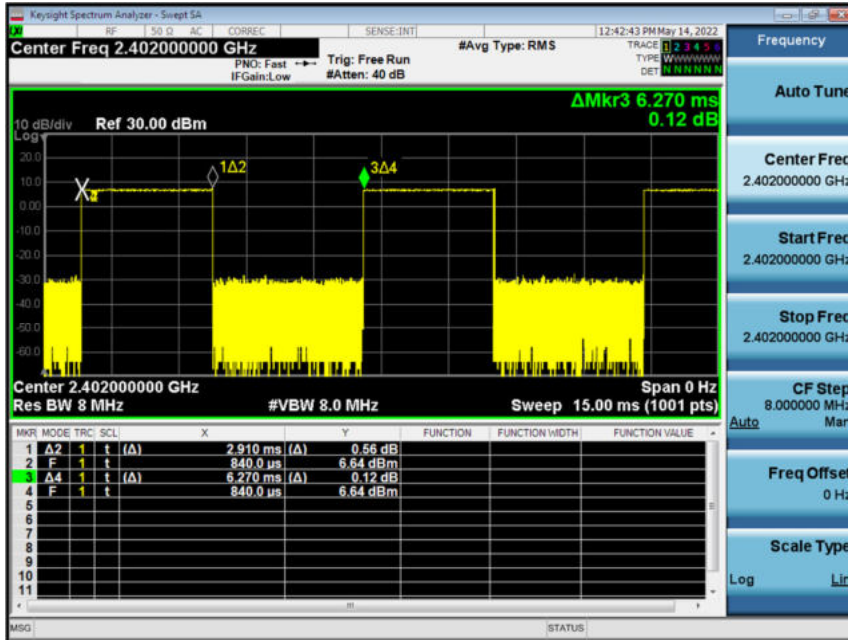 Keysight Spectrum Analyzer - Swept SA
LXI RF 50 Ω AC CORREC SENSE:INT 12:42:43 PM May 14, 2022
Center Freq 2.402000000 GHz
PNO: Fast
IFGain:Low
Trig: Free Run
#Atten: 40 dB
#Avg Type: RMS
TRACE 1 2 3 4 5 6
TYPE WWWWWW
DET NNNNNN
ΔMkr3 6.270 ms
0.12 dB
10 dB/div Ref 30.00 dBm
Log
20.0
10.0
0.00
-10.0
-20.0
-30.0
-40.0
-50.0
-60.0
X
1Δ2
3Δ4
Center 2.402000000 GHz Span 0 Hz
Res BW 8 MHz #VBW 8.0 MHz Sweep 15.00 ms (1001 pts)
MKR MODE TRC SCL X Y FUNCTION FUNCTION WIDTH FUNCTION VALUE
1 Δ2 1 t (Δ) 2.910 ms (Δ) 0.56 dB
2 F 1 t 840.0 µs 6.64 dBm
3 Δ4 1 t (Δ) 6.270 ms (Δ) 0.12 dB
4 F 1 t 840.0 µs 6.64 dBm
5
6
7
8
9
10
11
MSG STATUS
Frequency
Auto Tune
Center Freq
2.402000000 GHz
Start Freq
2.402000000 GHz
Stop Freq
2.402000000 GHz
CF Step
8.000000 MHz
Auto Man
Freq Offset
0 Hz
Scale Type
Log Lin